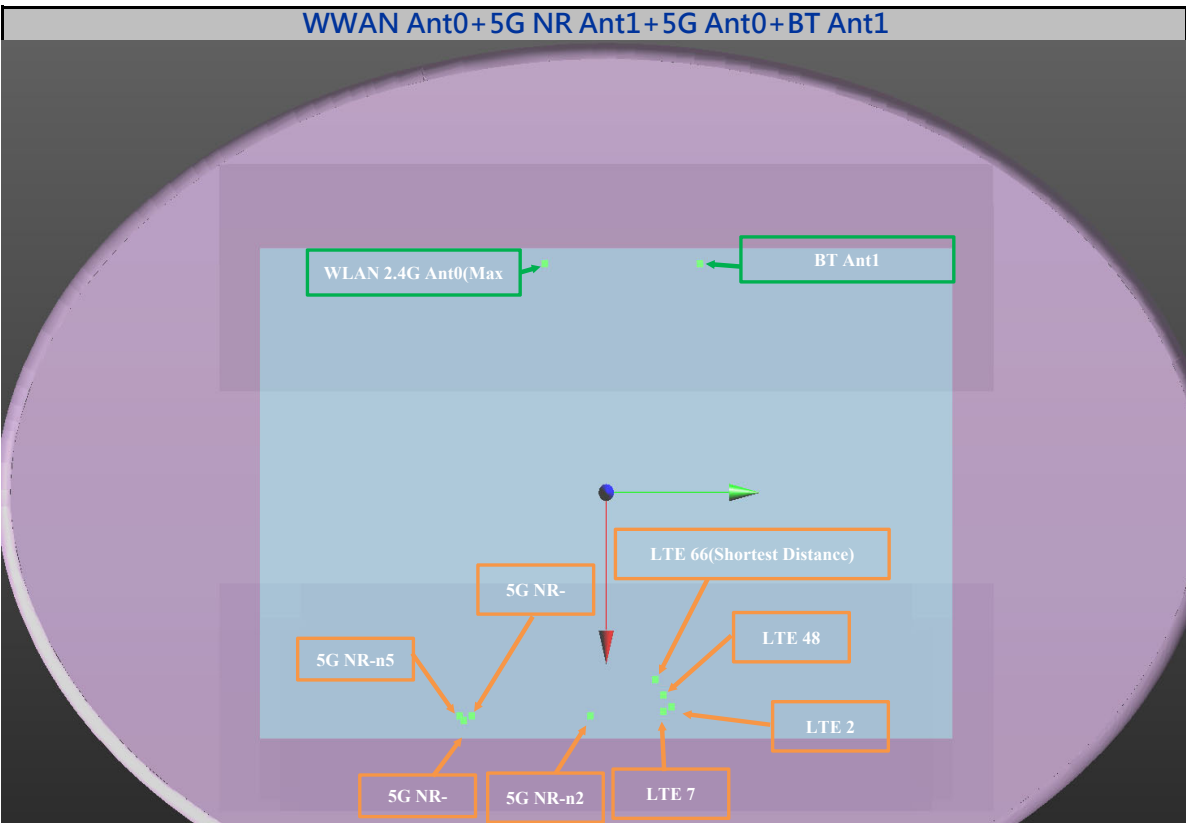 WWAN Ant0+5G NR Ant1+5G Ant0+BT Ant1
WLAN 2.4G Ant0(Max
BT Ant1
LTE 66(Shortest Distance)
5G NR-
LTE 48
5G NR-n5
LTE 2
5G NR-
5G NR-n2
LTE 7